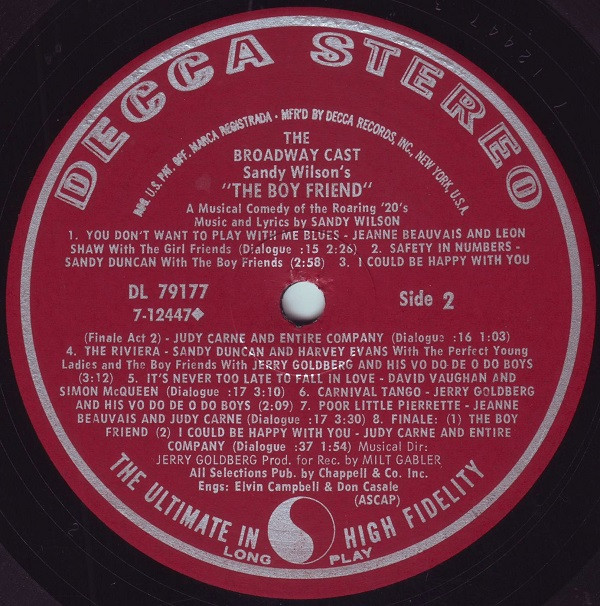 DECCA STEREO
REG. U.S. PAT. OFF. MARCA REGISTRADA • MFR'D BY DECCA RECORDS, INC., NEW YORK, U.S.A.
THE
BROADWAY CAST
Sandy Wilson's
"THE BOY FRIEND"
A Musical Comedy of the Roaring '20's
Music and Lyrics by SANDY WILSON
1. YOU DON'T WANT TO PLAY WITH ME BLUES - JEANNE BEAUVAIS AND LEON
SHAW With The Girl Friends (Dialogue :15 2:26) 2. SAFETY IN NUMBERS -
SANDY DUNCAN With The Boy Friends (2:58) 3. I COULD BE HAPPY WITH YOU
DL 79177
Side 2
7-12447◆
(Finale Act 2) - JUDY CARNE AND ENTIRE COMPANY (Dialogue :16 1:03)
4. THE RIVIERA - SANDY DUNCAN AND HARVEY EVANS With The Perfect Young
Ladies and The Boy Friends With JERRY GOLDBERG AND HIS VO DO DE O DO BOYS
(3:12) 5. IT'S NEVER TOO LATE TO FALL IN LOVE - DAVID VAUGHAN AND
SIMON McQUEEN (Dialogue :17 3:10) 6. CARNIVAL TANGO - JERRY GOLDBERG
AND HIS VO DO DE O DO BOYS (2:09) 7. POOR LITTLE PIERRETTE - JEANNE
BEAUVAIS AND JUDY CARNE (Dialogue :17 3:30) 8. FINALE: (1) THE BOY
FRIEND (2) I COULD BE HAPPY WITH YOU - JUDY CARNE AND ENTIRE
COMPANY (Dialogue :37 1:54) Musical Dir:
JERRY GOLDBERG Prod. for Rec. by MILT GABLER
All Selections Pub. by Chappell & Co. Inc.
Engs: Elvin Campbell & Don Casale
(ASCAP)
THE ULTIMATE IN HIGH FIDELITY
LONG PLAY